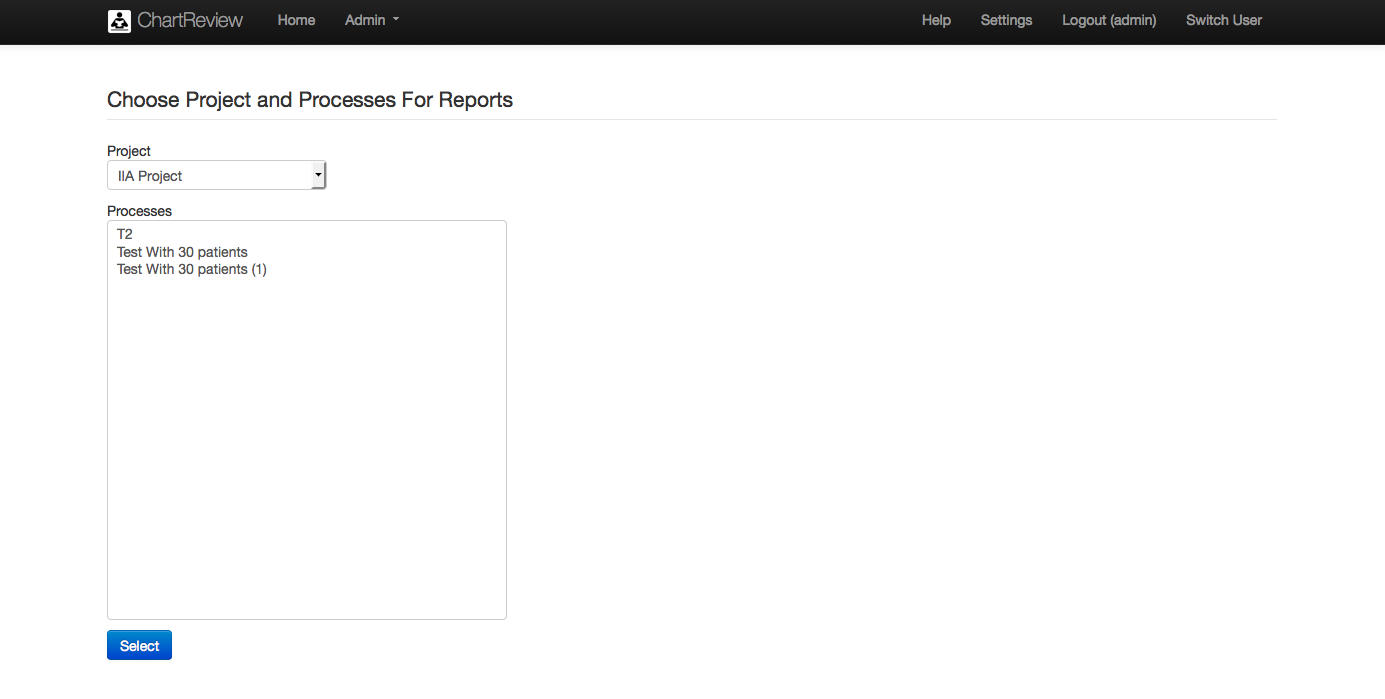 ChartReview Home Admin Help Settings Logout (admin) Switch User
Choose Project and Processes For Reports
Project
IIA Project
Processes
T2
Test With 30 patients
Test With 30 patients (1)
Select